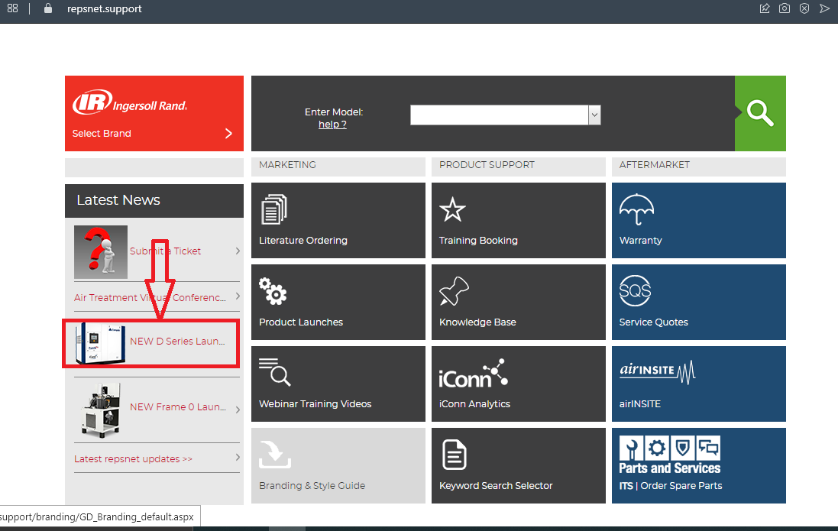 repsnet.support
IR Ingersoll Rand.
Select Brand
Enter Model:
help ?
MARKETING
PRODUCT SUPPORT
AFTERMARKET
Latest News
Submit a Ticket
Air Treatment Virtual Conferenc...
NEW D Series Laun...
NEW Frame 0 Laun...
Latest repsnet updates >>
Literature Ordering
Training Booking
Warranty
Product Launches
Knowledge Base
SQS
Service Quotes
Webinar Training Videos
iConn
iConn Analytics
airINSITE
airINSITE
Branding & Style Guide
Keyword Search Selector
Parts and Services
ITS | Order Spare Parts
support/branding/GD_Branding_default.aspx